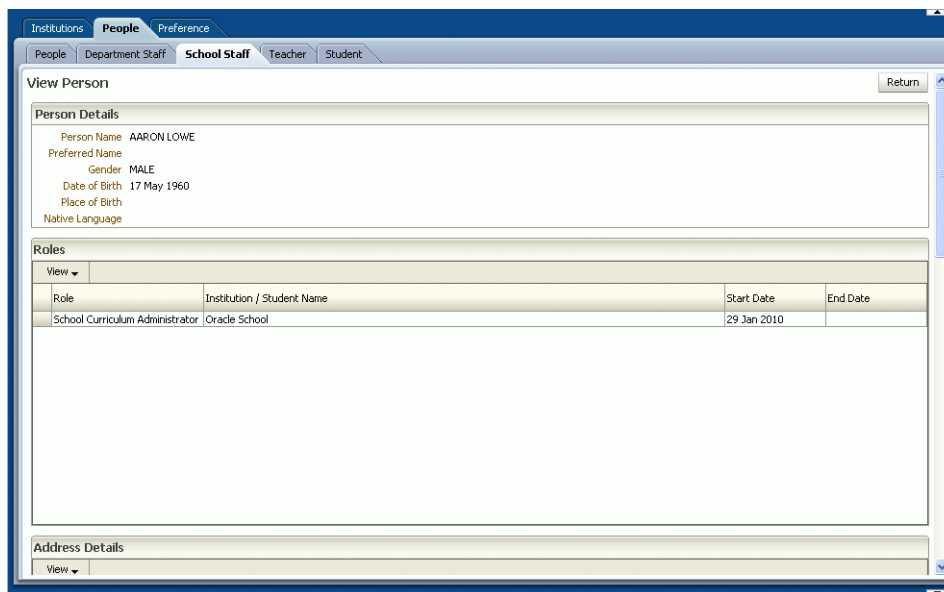 Institutions People Preference
People Department Staff School Staff Teacher Student
View Person Return
Person Details
Person Name AARON LOWE
Preferred Name
Gender MALE
Date of Birth 17 May 1960
Place of Birth
Native Language
Roles
View
Role Institution / Student Name Start Date End Date
School Curriculum Administrator Oracle School 29 Jan 2010
Address Details
View